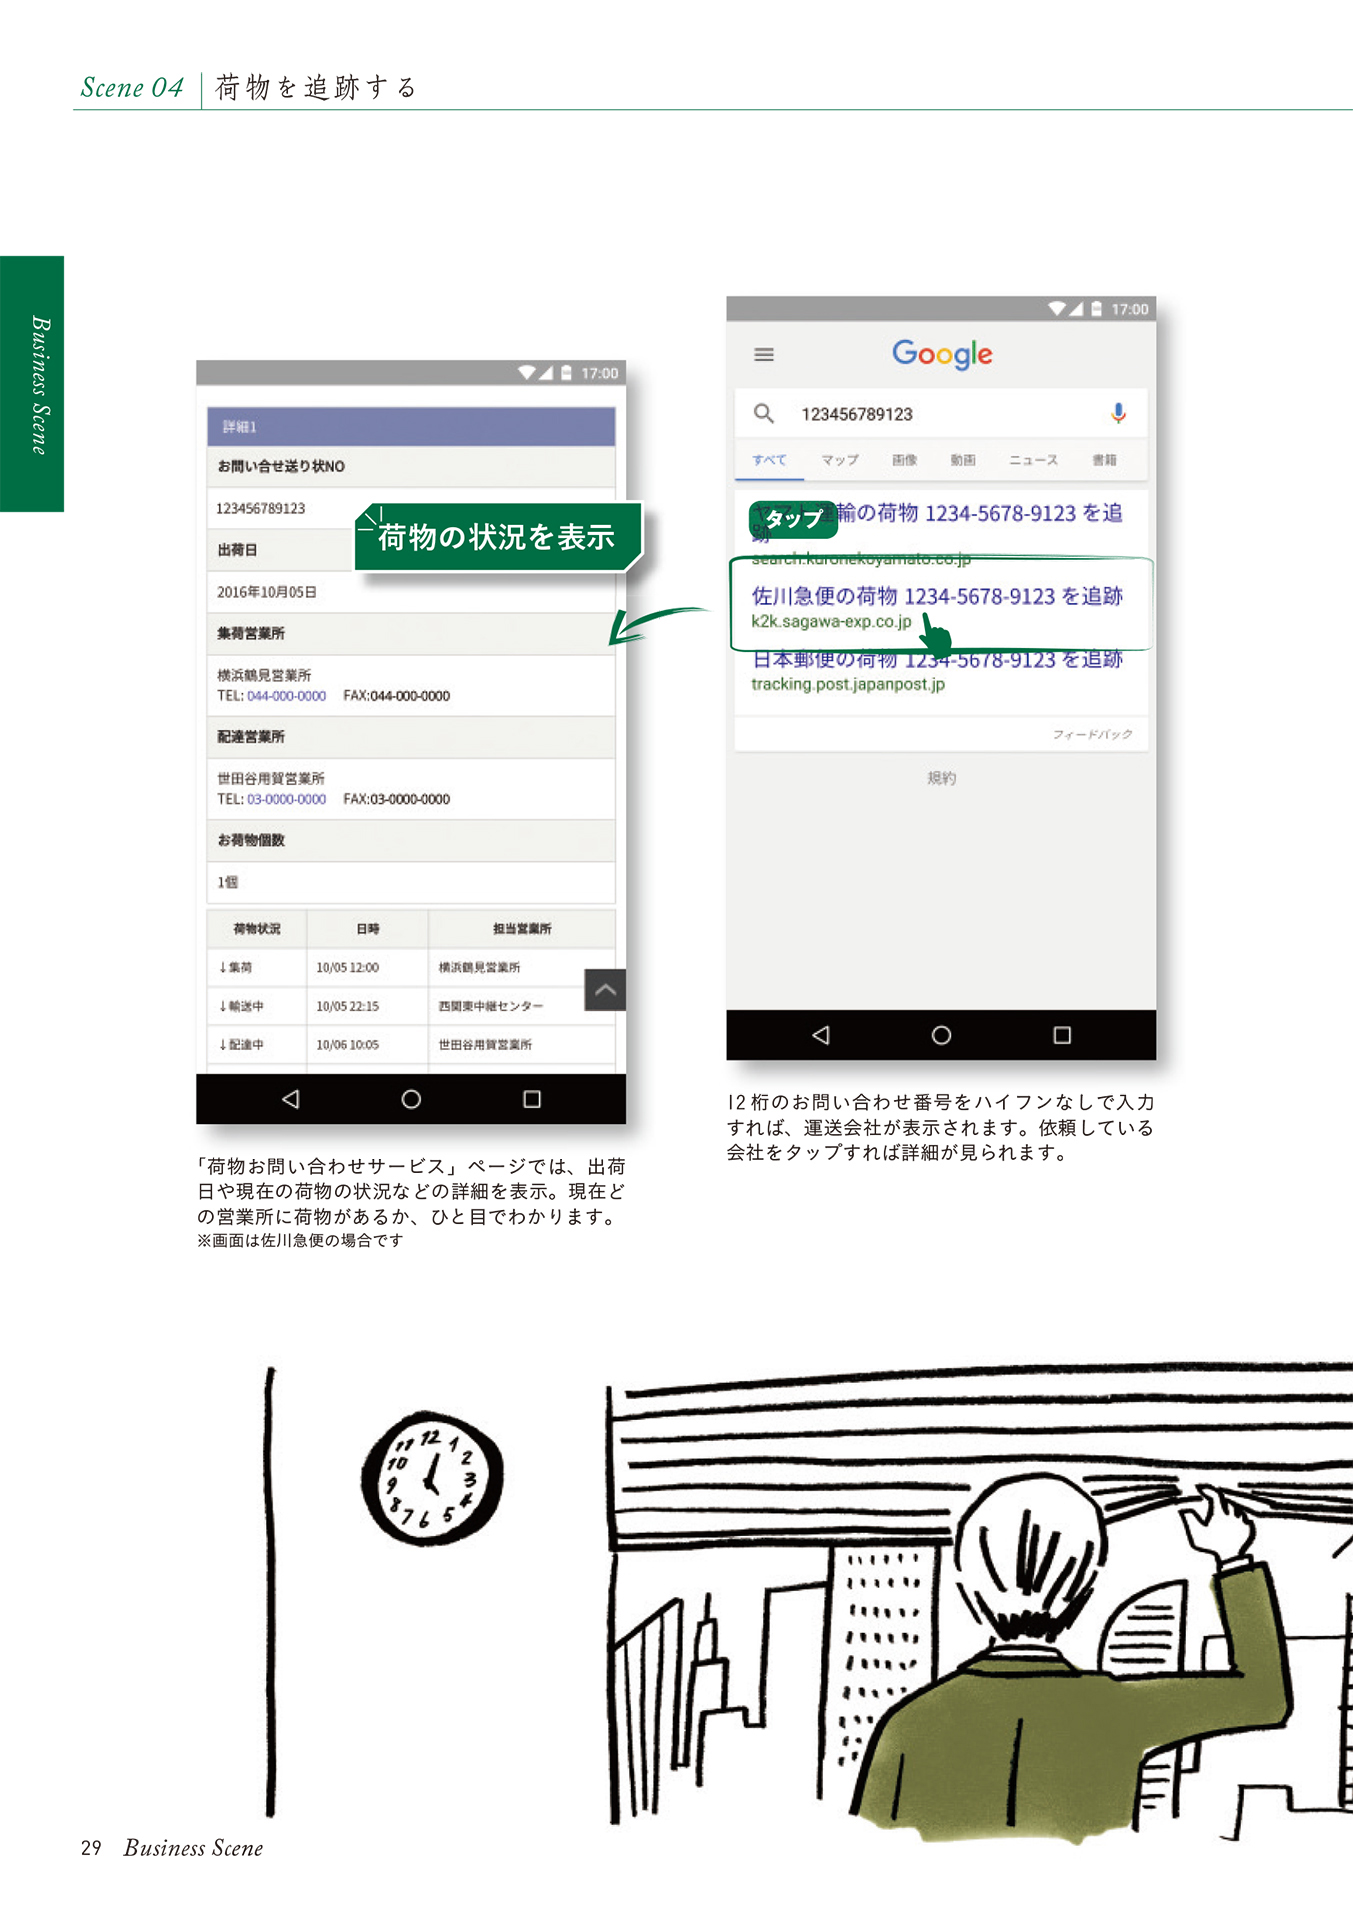 Scene 04 荷物を追跡する
Business Scene
17:00
Google
123456789123
すべて マップ 画像 動画 ニュース 書籍
タップ
ヤマト運輸の荷物 1234-5678-9123 を追
跡
search.kuronekoyamato.co.jp
佐川急便の荷物 1234-5678-9123 を追跡
k2k.sagawa-exp.co.jp
日本郵便の荷物 1234-5678-9123 を追跡
tracking.post.japanpost.jp
フィードバック
規約
12桁のお問い合わせ番号をハイフンなしで入力
すれば、運送会社が表示されます。依頼している
会社をタップすれば詳細が見られます。
17:00
詳細1
お問い合せ送り状NO
123456789123
荷物の状況を表示
出荷日
2016年10月05日
集荷営業所
横浜鶴見営業所
TEL: 044-000-0000 FAX:044-000-0000
配達営業所
世田谷用賀営業所
TEL: 03-0000-0000 FAX:03-0000-0000
お荷物個数
1個
荷物状況 日時 担当営業所
↓集荷 10/05 12:00 横浜鶴見営業所
↓輸送中 10/05 22:15 西関東中継センター
↓配達中 10/06 10:05 世田谷用賀営業所
「荷物お問い合わせサービス」ページでは、出荷
日や現在の荷物の状況などの詳細を表示。現在ど
の営業所に荷物があるか、ひと目でわかります。
※画面は佐川急便の場合です
12 1 2 3 4 5 6 7 8 9 10 11
29 Business Scene